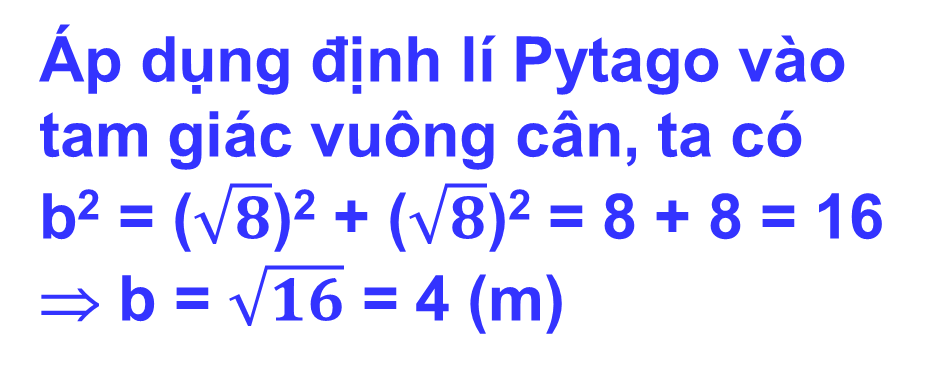 Áp dụng định lí Pytago vào
tam giác vuông cân, ta có
b² = (√8)² + (√8)² = 8 + 8 = 16
⇒ b = √16 = 4 (m)